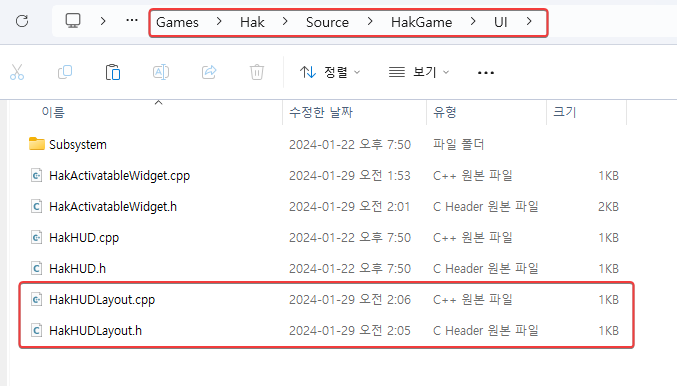 Games > Hak > Source > HakGame > UI >
정렬 보기
이름 수정한 날짜 유형 크기
Subsystem 2024-01-22 오후 7:50 파일 폴더
HakActivatableWidget.cpp 2024-01-29 오전 1:53 C++ 원본 파일 1KB
HakActivatableWidget.h 2024-01-29 오전 2:01 C Header 원본 파일 2KB
HakHUD.cpp 2024-01-22 오후 7:50 C++ 원본 파일 1KB
HakHUD.h 2024-01-22 오후 7:50 C Header 원본 파일 1KB
HakHUDLayout.cpp 2024-01-29 오전 2:06 C++ 원본 파일 1KB
HakHUDLayout.h 2024-01-29 오전 2:05 C Header 원본 파일 1KB